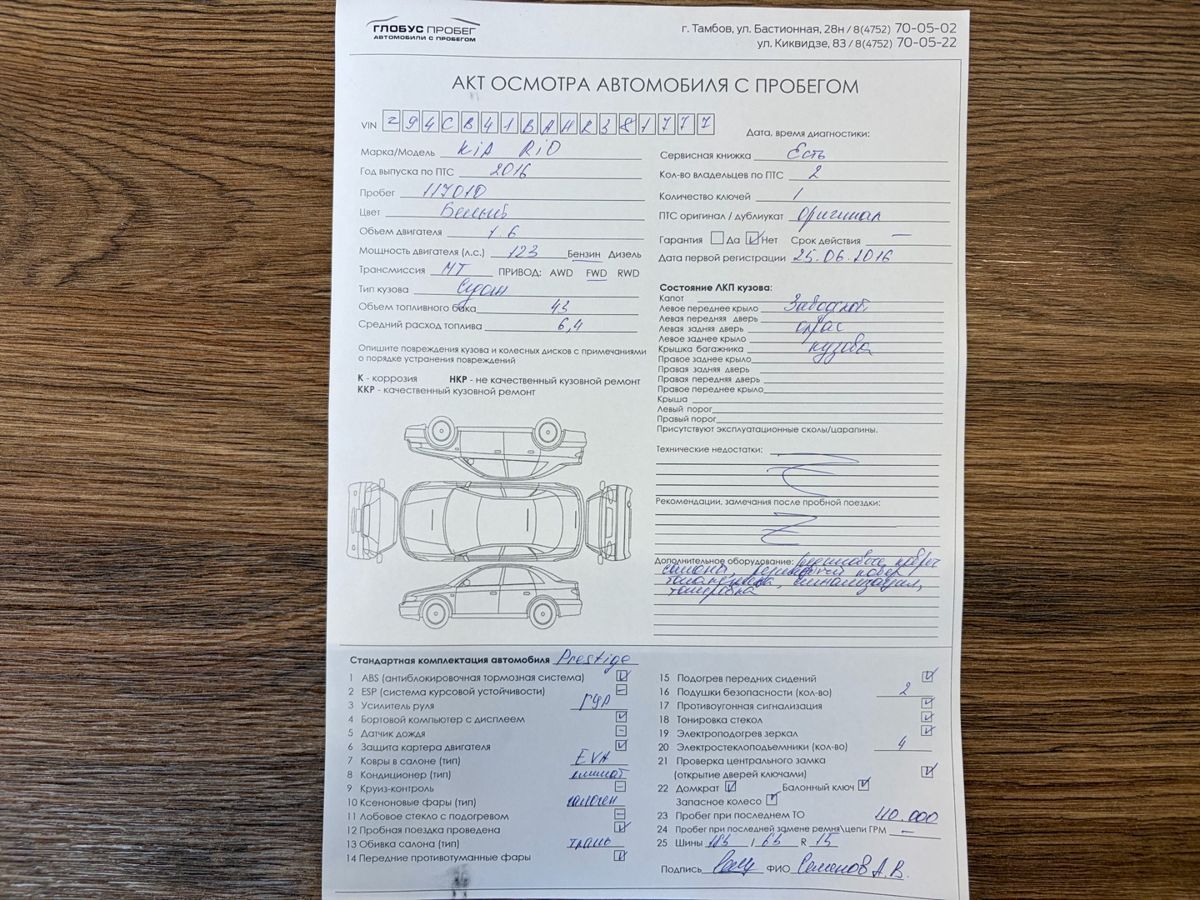 ГЛОБУС ПРОБЕГ
АВТОМОБИЛИ С ПРОБЕГОМ
г. Тамбов, ул. Бастионная, 28н / 8(4752) 70-05-02
ул. Киквидзе, 83 / 8(4752) 70-05-22
АКТ ОСМОТРА АВТОМОБИЛЯ С ПРОБЕГОМ
VIN Z94CB41BAHR381777
Дата, время диагностики:
Марка/Модель KIA RIO
Год выпуска по ПТС 2016
Пробег 117010
Цвет Белый
Объем двигателя 1.6
Мощность двигателя (л.с.) 123 Бензин Дизель
Трансмиссия МТ ПРИВОД: AWD FWD RWD
Тип кузова Седан
Объем топливного бака 43
Средний расход топлива 6,4
Опишите повреждения кузова и колесных дисков с примечаниями
о порядке устранения повреждений
К - коррозия НКР - не качественный кузовной ремонт
ККР - качественный кузовной ремонт
Сервисная книжка Есть
Кол-во владельцев по ПТС 2
Количество ключей 1
ПТС оригинал / дубликат Оригинал
Гарантия Да Нет Срок действия —
Дата первой регистрации 25.06.2016
Состояние ЛКП кузова:
Капот
Левое переднее крыло Заводской
Левая передняя дверь
Левая задняя дверь окрас
Левое заднее крыло
Крышка багажника кузова
Правое заднее крыло
Правая задняя дверь
Правая передняя дверь
Правое переднее крыло
Крыша
Левый порог
Правый порог
Присутствуют эксплуатационные сколы/царапины.
Технические недостатки:
Рекомендации, замечания после пробной поездки:
Дополнительное оборудование:
сигнализация,
тонировка
Стандартная комплектация автомобиля Prestige
1 ABS (антиблокировочная тормозная система)
2 ESP (система курсовой устойчивости)
3 Усилитель руля ГУР
4 Бортовой компьютер с дисплеем
5 Датчик дождя
6 Защита картера двигателя
7 Ковры в салоне (тип) EVA
8 Кондиционер (тип) климат
9 Круиз-контроль
10 Ксеноновые фары (тип) галоген
11 Лобовое стекло с подогревом
12 Пробная поездка проведена
13 Обивка салона (тип) ткань
14 Передние противотуманные фары
15 Подогрев передних сидений
16 Подушки безопасности (кол-во) 2
17 Противоугонная сигнализация
18 Тонировка стекол
19 Электроподогрев зеркал
20 Электростеклоподъемники (кол-во) 4
21 Проверка центрального замка
(открытие дверей ключами)
22 Домкрат Балонный ключ
Запасное колесо
23 Пробег при последнем ТО 110.000
24 Пробег при последней замене ремня\цепи ГРМ —
25 Шины 185 / 65 R 15
Подпись ФИО Семенов А.В.